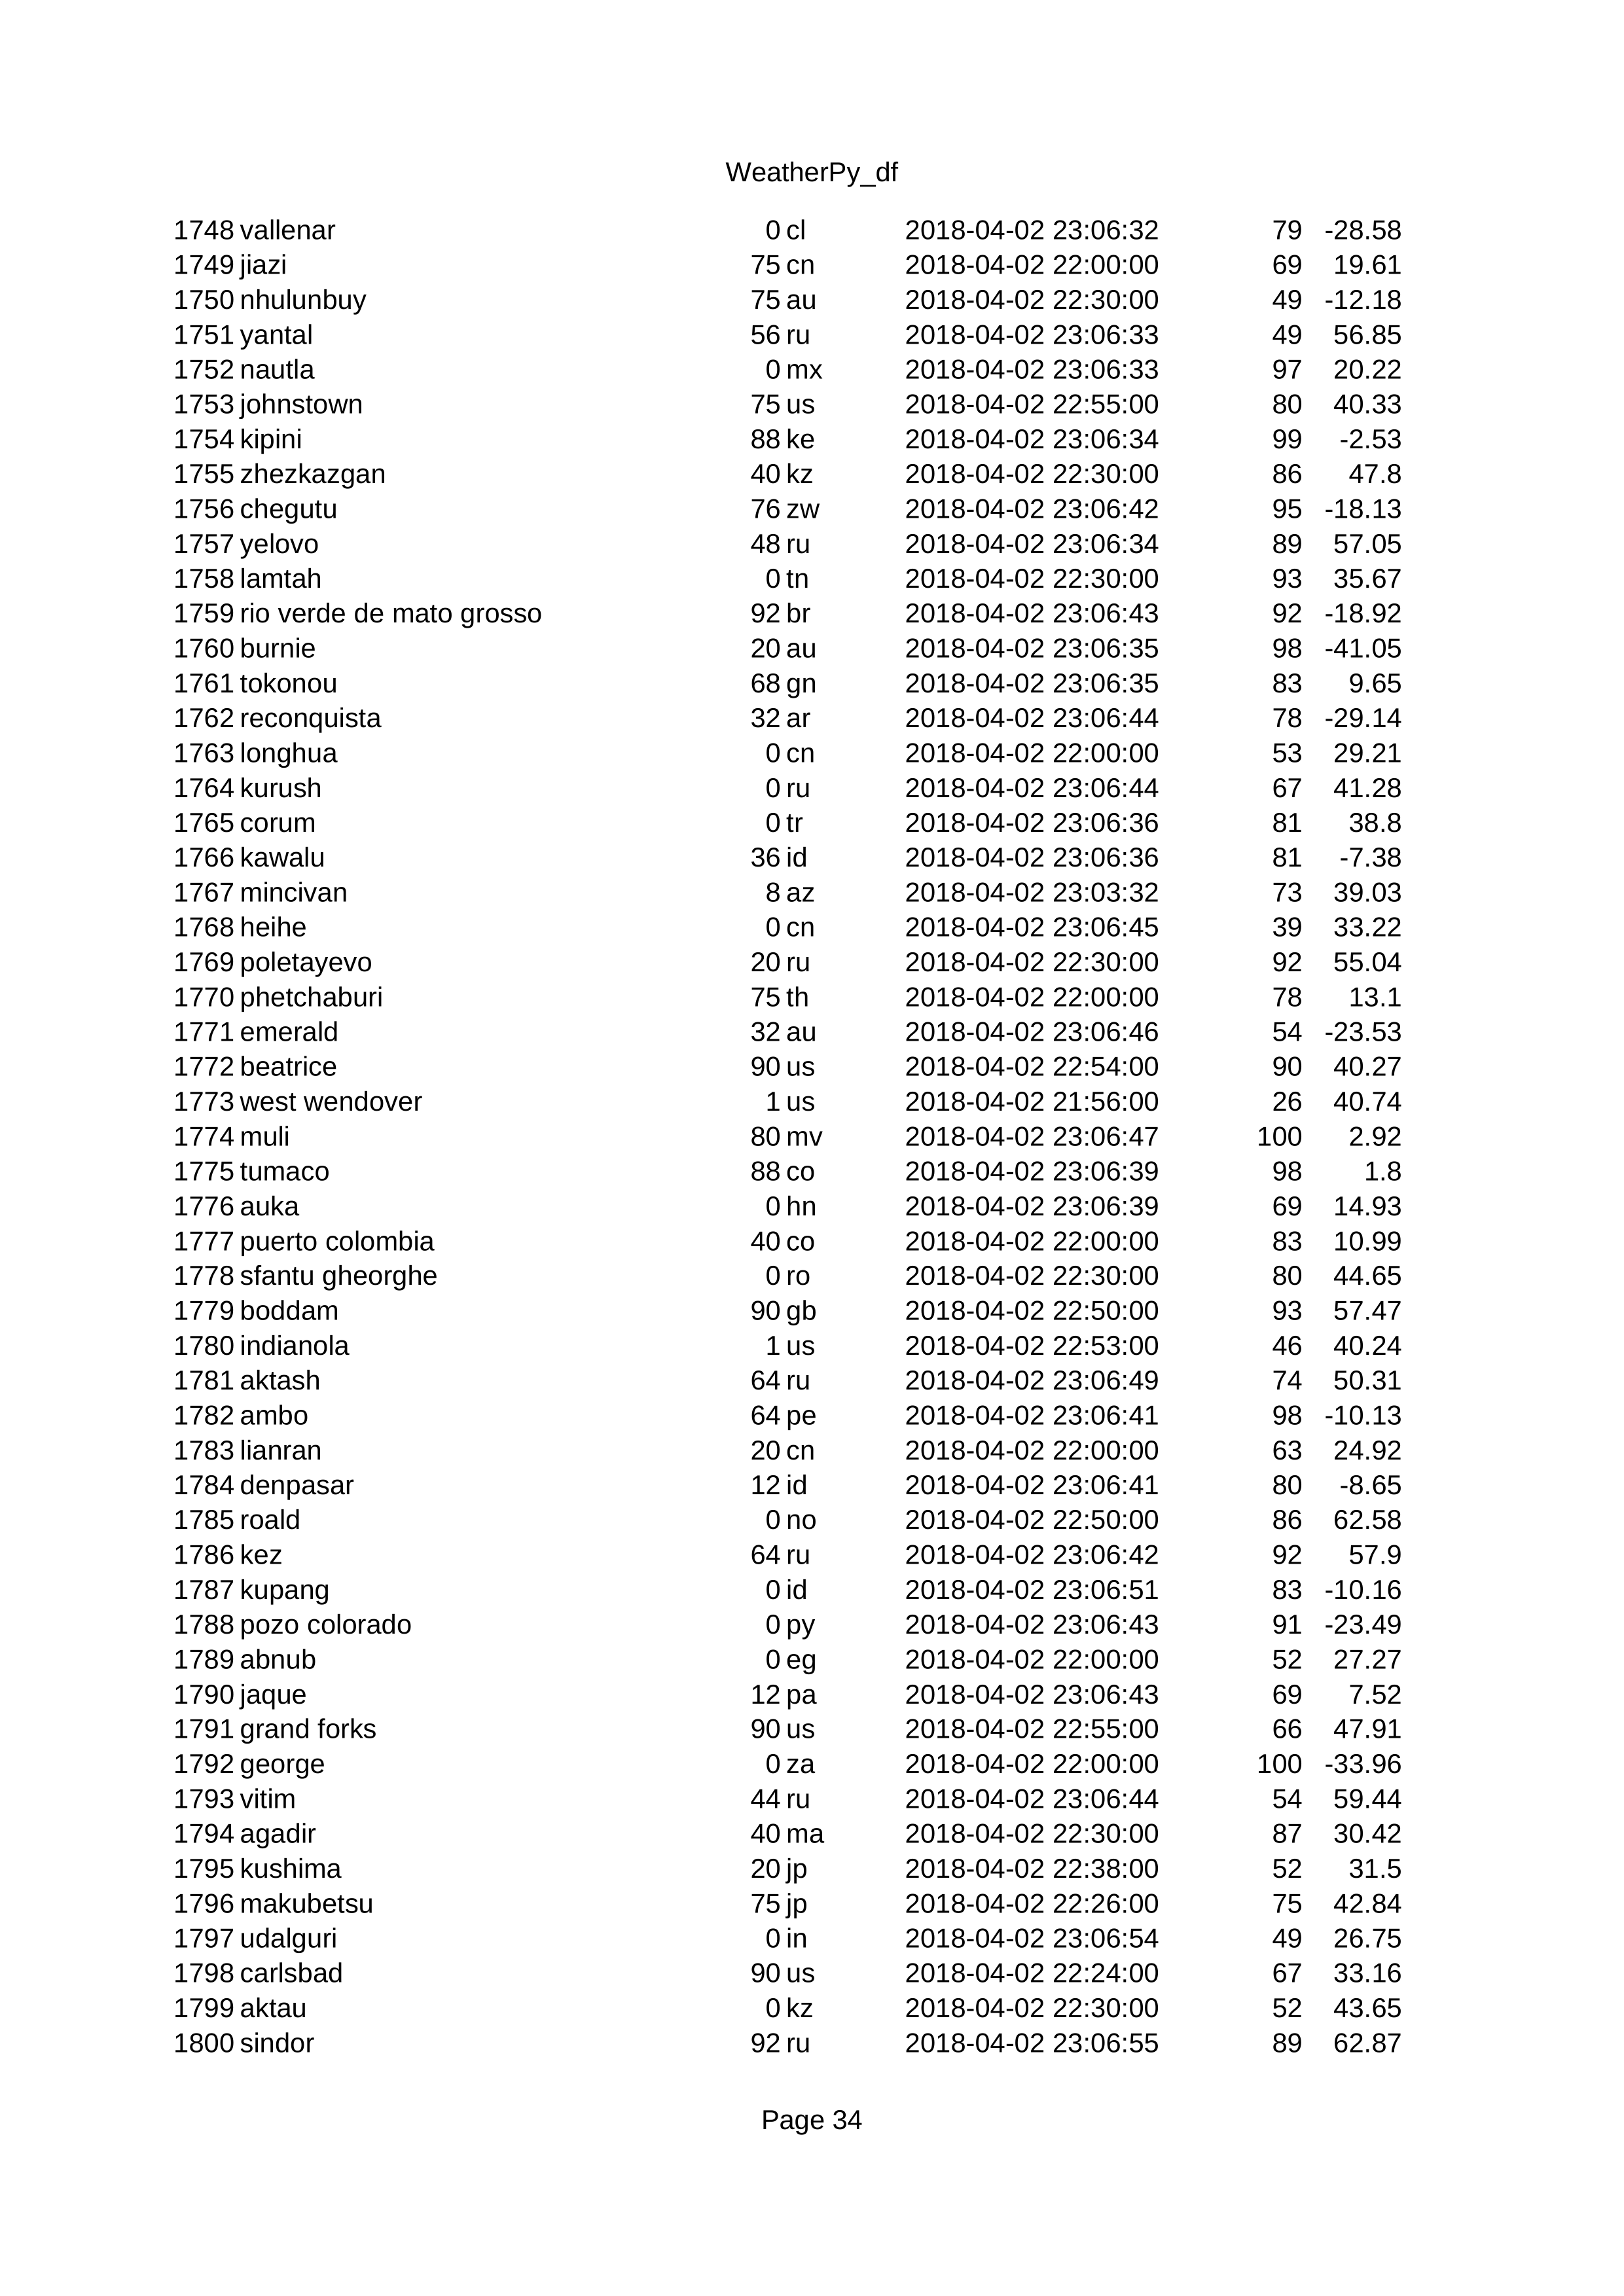 WeatherPy_df
1748 vallenar 0 cl 2018-04-02 23:06:32 79 -28.58
1749 jiazi 75 cn 2018-04-02 22:00:00 69 19.61
1750 nhulunbuy 75 au 2018-04-02 22:30:00 49 -12.18
1751 yantal 56 ru 2018-04-02 23:06:33 49 56.85
1752 nautla 0 mx 2018-04-02 23:06:33 97 20.22
1753 johnstown 75 us 2018-04-02 22:55:00 80 40.33
1754 kipini 88 ke 2018-04-02 23:06:34 99 -2.53
1755 zhezkazgan 40 kz 2018-04-02 22:30:00 86 47.8
1756 chegutu 76 zw 2018-04-02 23:06:42 95 -18.13
1757 yelovo 48 ru 2018-04-02 23:06:34 89 57.05
1758 lamtah 0 tn 2018-04-02 22:30:00 93 35.67
1759 rio verde de mato grosso 92 br 2018-04-02 23:06:43 92 -18.92
1760 burnie 20 au 2018-04-02 23:06:35 98 -41.05
1761 tokonou 68 gn 2018-04-02 23:06:35 83 9.65
1762 reconquista 32 ar 2018-04-02 23:06:44 78 -29.14
1763 longhua 0 cn 2018-04-02 22:00:00 53 29.21
1764 kurush 0 ru 2018-04-02 23:06:44 67 41.28
1765 corum 0 tr 2018-04-02 23:06:36 81 38.8
1766 kawalu 36 id 2018-04-02 23:06:36 81 -7.38
1767 mincivan 8 az 2018-04-02 23:03:32 73 39.03
1768 heihe 0 cn 2018-04-02 23:06:45 39 33.22
1769 poletayevo 20 ru 2018-04-02 22:30:00 92 55.04
1770 phetchaburi 75 th 2018-04-02 22:00:00 78 13.1
1771 emerald 32 au 2018-04-02 23:06:46 54 -23.53
1772 beatrice 90 us 2018-04-02 22:54:00 90 40.27
1773 west wendover 1 us 2018-04-02 21:56:00 26 40.74
1774 muli 80 mv 2018-04-02 23:06:47 100 2.92
1775 tumaco 88 co 2018-04-02 23:06:39 98 1.8
1776 auka 0 hn 2018-04-02 23:06:39 69 14.93
1777 puerto colombia 40 co 2018-04-02 22:00:00 83 10.99
1778 sfantu gheorghe 0 ro 2018-04-02 22:30:00 80 44.65
1779 boddam 90 gb 2018-04-02 22:50:00 93 57.47
1780 indianola 1 us 2018-04-02 22:53:00 46 40.24
1781 aktash 64 ru 2018-04-02 23:06:49 74 50.31
1782 ambo 64 pe 2018-04-02 23:06:41 98 -10.13
1783 lianran 20 cn 2018-04-02 22:00:00 63 24.92
1784 denpasar 12 id 2018-04-02 23:06:41 80 -8.65
1785 roald 0 no 2018-04-02 22:50:00 86 62.58
1786 kez 64 ru 2018-04-02 23:06:42 92 57.9
1787 kupang 0 id 2018-04-02 23:06:51 83 -10.16
1788 pozo colorado 0 py 2018-04-02 23:06:43 91 -23.49
1789 abnub 0 eg 2018-04-02 22:00:00 52 27.27
1790 jaque 12 pa 2018-04-02 23:06:43 69 7.52
1791 grand forks 90 us 2018-04-02 22:55:00 66 47.91
1792 george 0 za 2018-04-02 22:00:00 100 -33.96
1793 vitim 44 ru 2018-04-02 23:06:44 54 59.44
1794 agadir 40 ma 2018-04-02 22:30:00 87 30.42
1795 kushima 20 jp 2018-04-02 22:38:00 52 31.5
1796 makubetsu 75 jp 2018-04-02 22:26:00 75 42.84
1797 udalguri 0 in 2018-04-02 23:06:54 49 26.75
1798 carlsbad 90 us 2018-04-02 22:24:00 67 33.16
1799 aktau 0 kz 2018-04-02 22:30:00 52 43.65
1800 sindor 92 ru 2018-04-02 23:06:55 89 62.87
Page 34